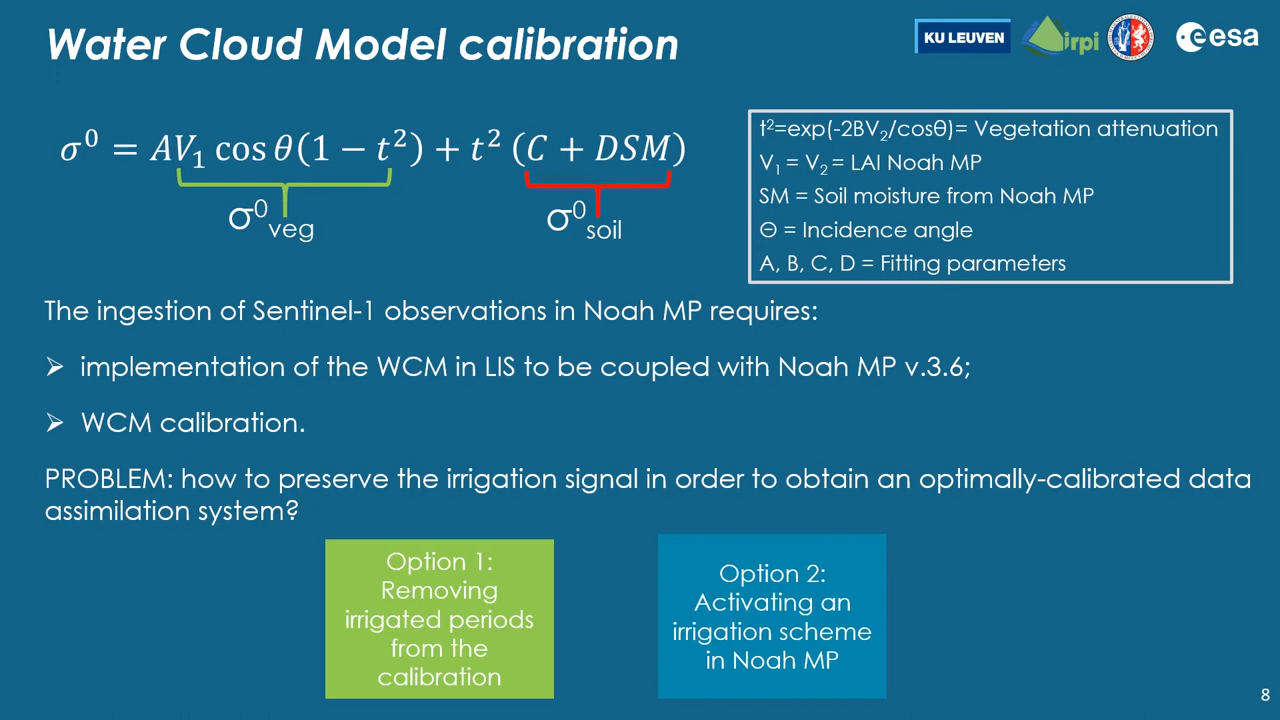 Water Cloud Model calibration
KU LEUVEN
irpi
esa
σ⁰ = AV₁ cos θ(1 − t²) + t² (C + DSM)
σ⁰veg
σ⁰soil
t²=exp(-2BV₂/cosθ)= Vegetation attenuation
V₁ = V₂ = LAI Noah MP
SM = Soil moisture from Noah MP
Θ = Incidence angle
A, B, C, D = Fitting parameters
The ingestion of Sentinel-1 observations in Noah MP requires:
➢ implementation of the WCM in LIS to be coupled with Noah MP v.3.6;
➢ WCM calibration.
PROBLEM: how to preserve the irrigation signal in order to obtain an optimally-calibrated data
assimilation system?
Option 1:
Removing
irrigated periods
from the
calibration
Option 2:
Activating an
irrigation scheme
in Noah MP
8